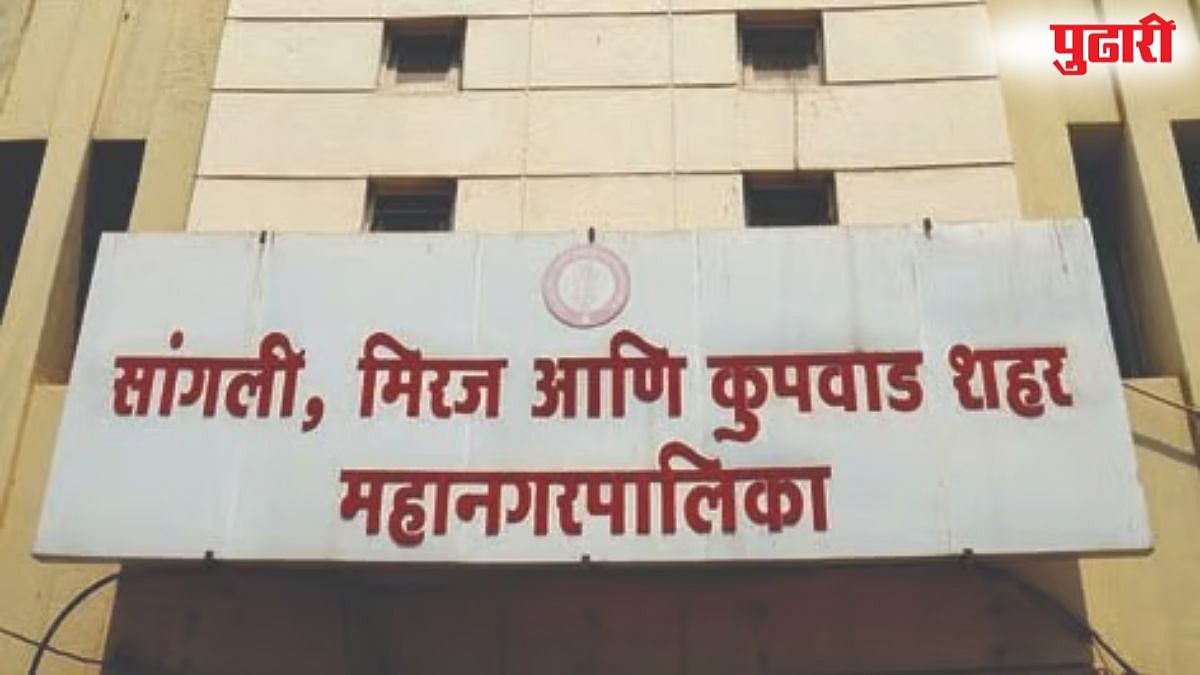 पुढारी
सांगली, मिरज आणि कुपवाड शहर
महानगरपालिका